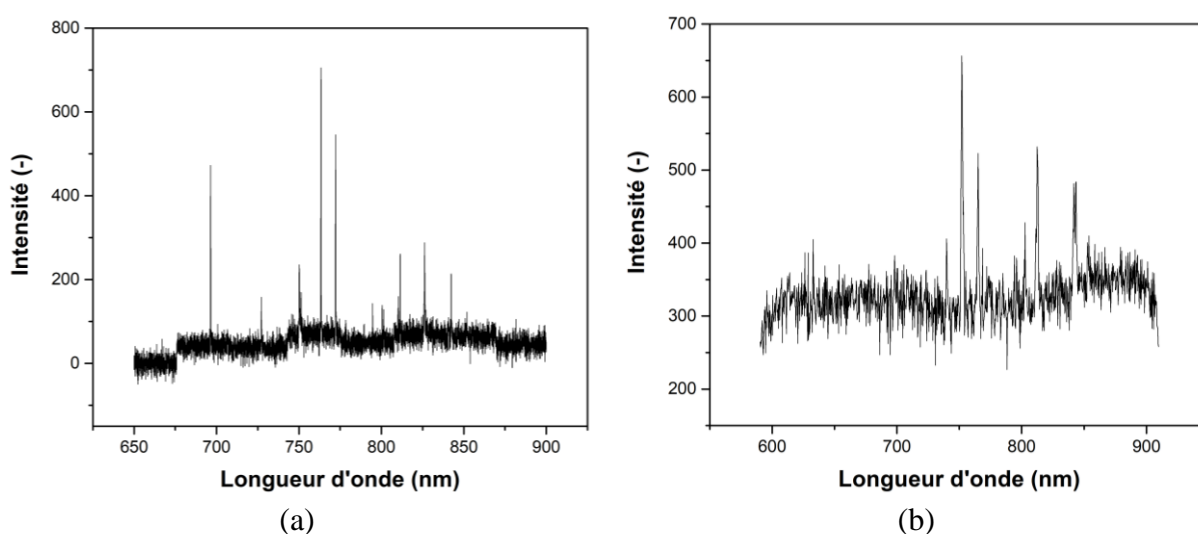 800
600
400
200
0
650 700 750 800 850 900
Intensité (-)
Longueur d'onde (nm)
(a)
700
600
500
400
300
200
600 700 800 900
Intensité (-)
Longueur d'onde (nm)
(b)